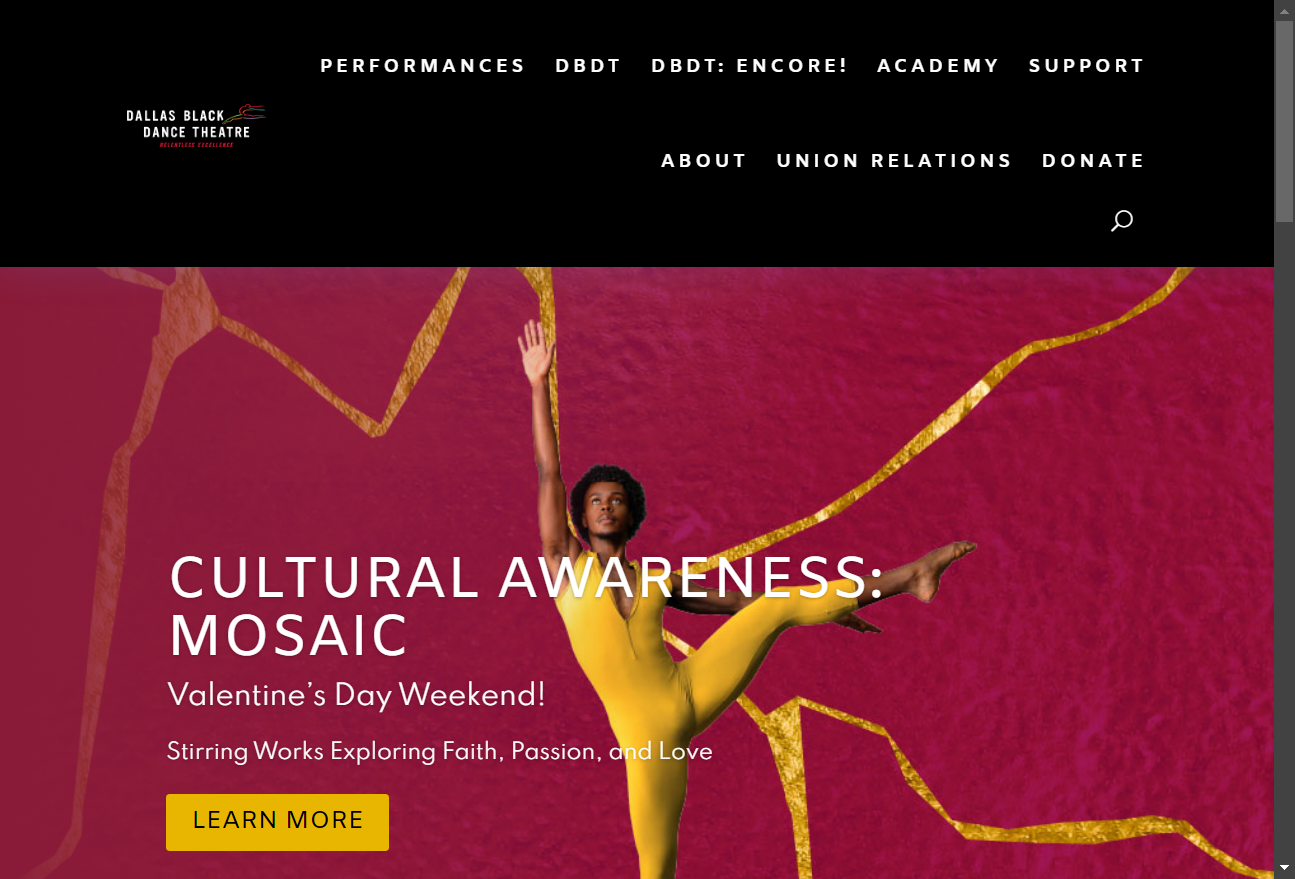 PERFORMANCES DBDT DBDT: ENCORE! ACADEMY SUPPORT
DALLAS BLACK
DANCE THEATRE
RELENTLESS EXCELLENCE
ABOUT UNION RELATIONS DONATE
CULTURAL AWARENESS:
MOSAIC
Valentine’s Day Weekend!
Stirring Works Exploring Faith, Passion, and Love
LEARN MORE